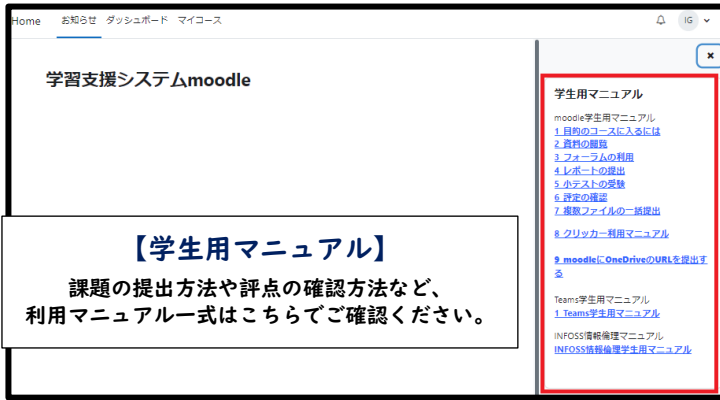 Home お知らせ ダッシュボード マイコース
IG
×
学習支援システムmoodle
学生用マニュアル
moodle学生用マニュアル
1 目的のコースに入るには
2 資料の閲覧
3 フォーラムの利用
4 レポートの提出
5 小テストの受験
6 評定の確認
7 複数ファイルの一括提出
8 クリッカー利用マニュアル
9 moodleにOneDriveのURLを提出す
る
Teams学生用マニュアル
1 Teams学生用マニュアル
INFOSS情報倫理マニュアル
INFOSS情報倫理学生用マニュアル
【学生用マニュアル】
課題の提出方法や評点の確認方法など、
利用マニュアル一式はこちらでご確認ください。